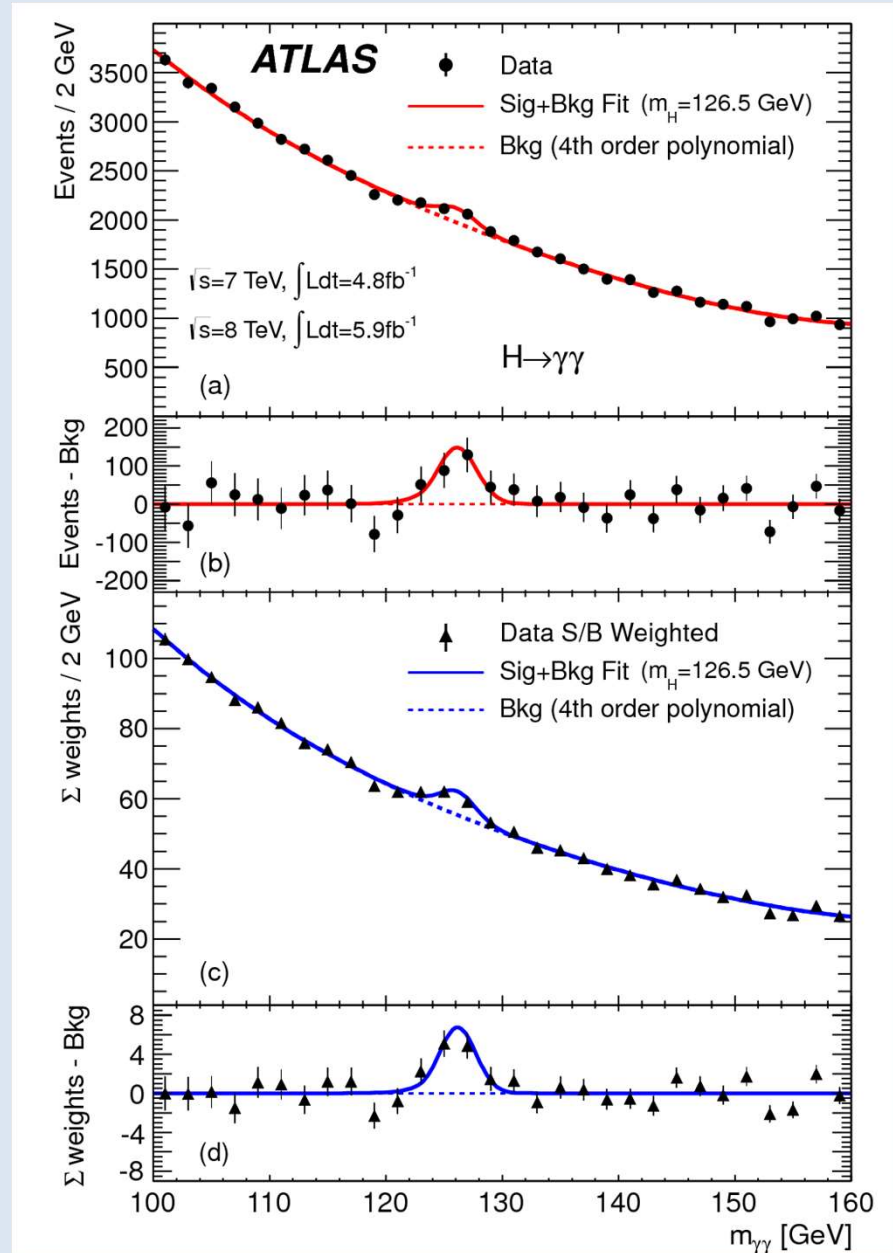 ATLAS
Data
Sig+Bkg Fit (m_H=126.5 GeV)
Bkg (4th order polynomial)
Events / 2 GeV
3500
3000
2500
2000
1500
1000
500
√s=7 TeV, ∫Ldt=4.8fb⁻¹
√s=8 TeV, ∫Ldt=5.9fb⁻¹
H→γγ
(a)
Events - Bkg
200
100
0
-100
-200
(b)
Σ weights / 2 GeV
100
80
60
40
20
Data S/B Weighted
Sig+Bkg Fit (m_H=126.5 GeV)
Bkg (4th order polynomial)
(c)
Σ weights - Bkg
8
4
0
-4
-8
(d)
100 110 120 130 140 150 160
m_γγ [GeV]